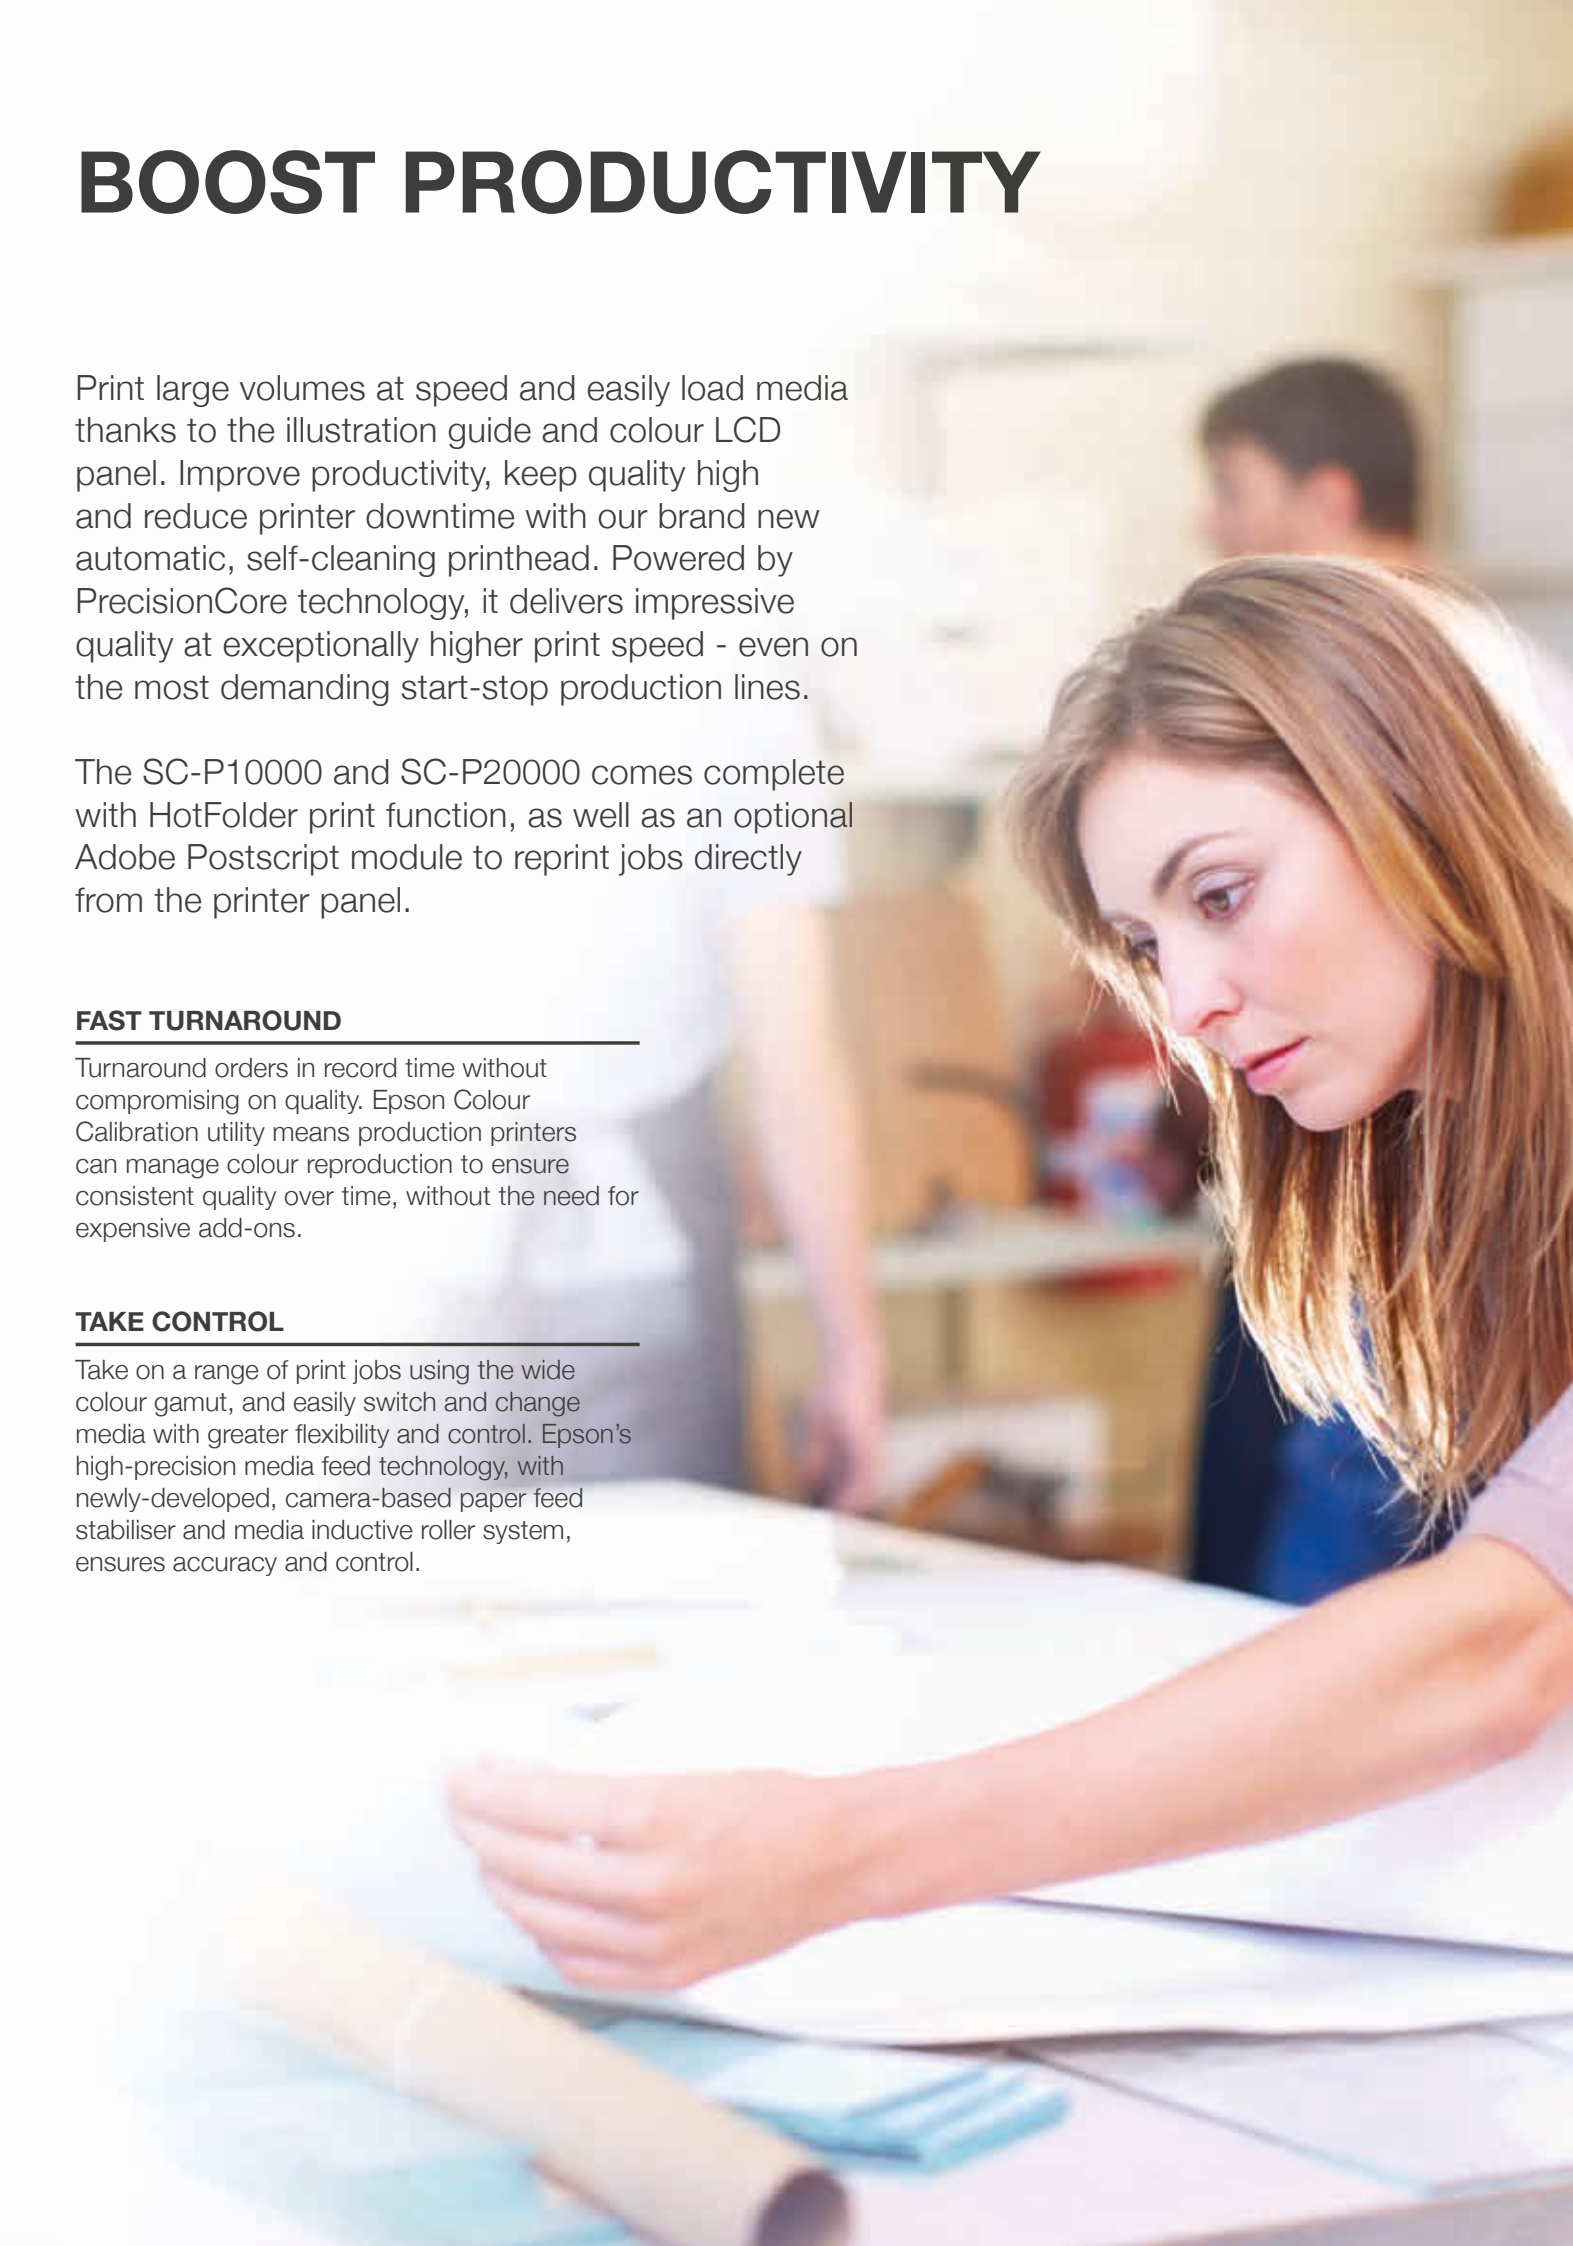 BOOST PRODUCTIVITY
Print large volumes at speed and easily load media
thanks to the illustration guide and colour LCD
panel. Improve productivity, keep quality high
and reduce printer downtime with our brand new
automatic, self-cleaning printhead. Powered by
PrecisionCore technology, it delivers impressive
quality at exceptionally higher print speed - even on
the most demanding start-stop production lines.
The SC-P10000 and SC-P20000 comes complete
with HotFolder print function, as well as an optional
Adobe Postscript module to reprint jobs directly
from the printer panel.
FAST TURNAROUND
Turnaround orders in record time without
compromising on quality. Epson Colour
Calibration utility means production printers
can manage colour reproduction to ensure
consistent quality over time, without the need for
expensive add-ons.
TAKE CONTROL
Take on a range of print jobs using the wide
colour gamut, and easily switch and change
media with greater flexibility and control. Epson’s
high-precision media feed technology, with
newly-developed, camera-based paper feed
stabiliser and media inductive roller system,
ensures accuracy and control.